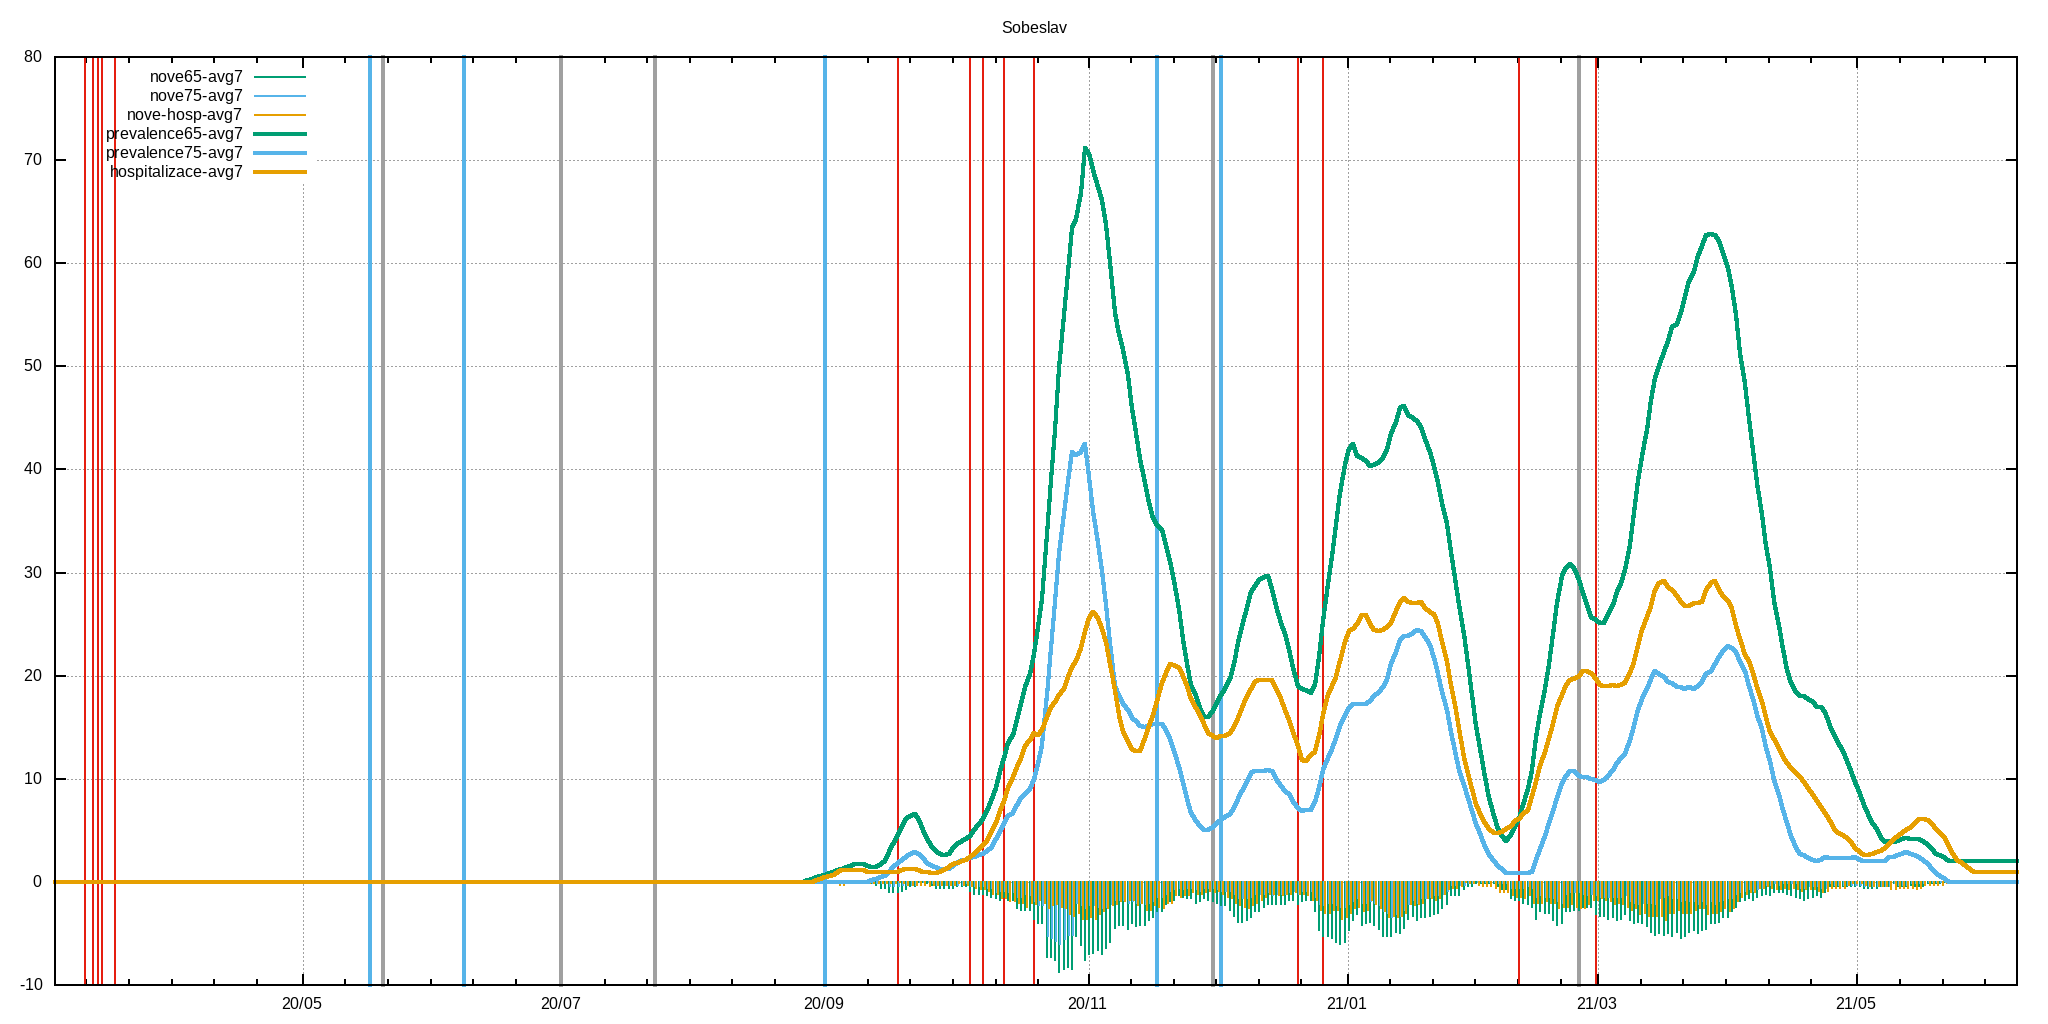 Sobeslav
80
nove65-avg7
nove75-avg7
nove-hosp-avg7
prevalence65-avg7
prevalence75-avg7
hospitalizace-avg7
70
60
50
40
30
20
10
0
-10
20/05 20/07 20/09 20/11 21/01 21/03 21/05